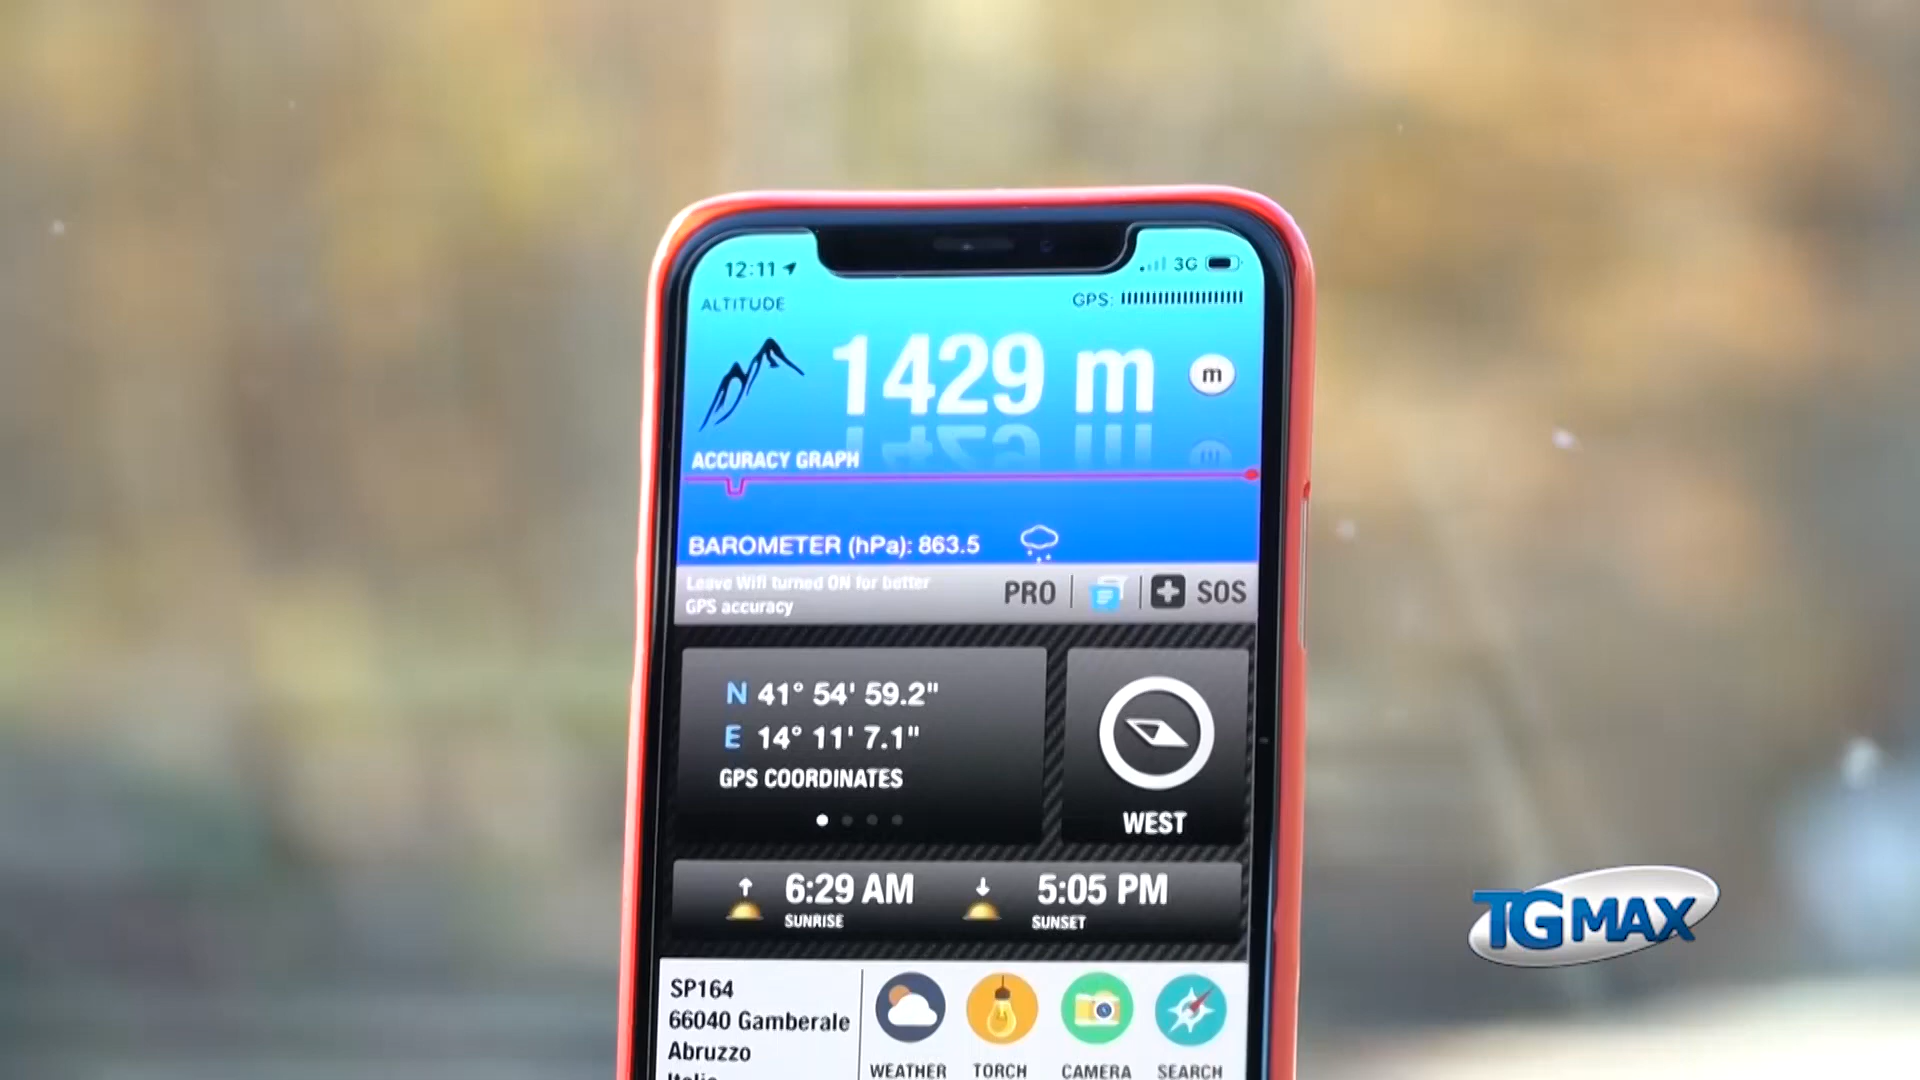 12:11
3G
ALTITUDE
GPS:
1429 m
m
ACCURACY GRAPH
BAROMETER (hPa): 863.5
Leave Wifi turned ON for better
GPS accuracy
PRO
SOS
N 41° 54' 59.2"
E 14° 11' 7.1"
GPS COORDINATES
WEST
6:29 AM
SUNRISE
5:05 PM
SUNSET
SP164
66040 Gamberale
Abruzzo
Italia
WEATHER
TORCH
CAMERA
SEARCH
TGMAX